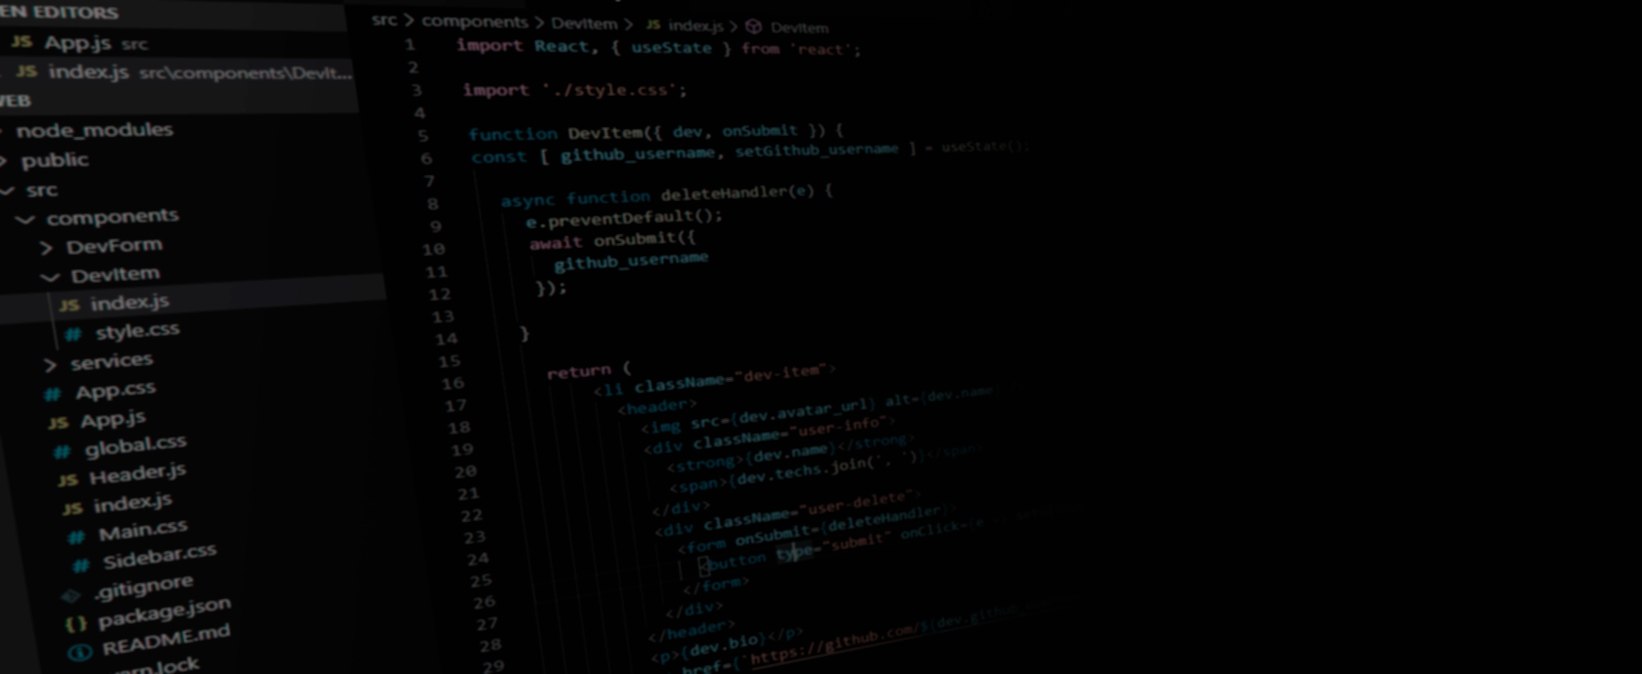 EN EDITORS
JS App.js src
JS index.js src\components\DevIt...
WEB
node_modules
public
src
components
DevForm
DevItem
JS index.js
# style.css
services
# App.css
JS App.js
# global.css
JS Header.js
JS index.js
# Main.css
# Sidebar.css
.gitignore
{} package.json
README.md
rn.lock
src > components > DevItem > JS index.js > DevItem
1 import React, { useState } from 'react';
2
3 import './style.css';
4
5 function DevItem({ dev, onSubmit }) {
6 const [ github_username, setGithub_username ] = useState();
7
8 async function deleteHandler(e) {
9 e.preventDefault();
10 await onSubmit({
11 github_username
12 });
13
14 }
15
16 return (
17 <li className="dev-item">
18 <header>
19 <img src={dev.avatar_url} alt={dev.name}
20 <div className="user-info">
21 <strong>{dev.name}</strong>
22 <span>{dev.techs.join(', ')}</span>
23 </div>
24 <div className="user-delete">
25 <form onSubmit={deleteHandler}>
26 <button type="submit" onClick={e =>
27 </form>
28 </div>
29 </header>
<p>{dev.bio}</p>
href={`https://github.com/${dev.github_